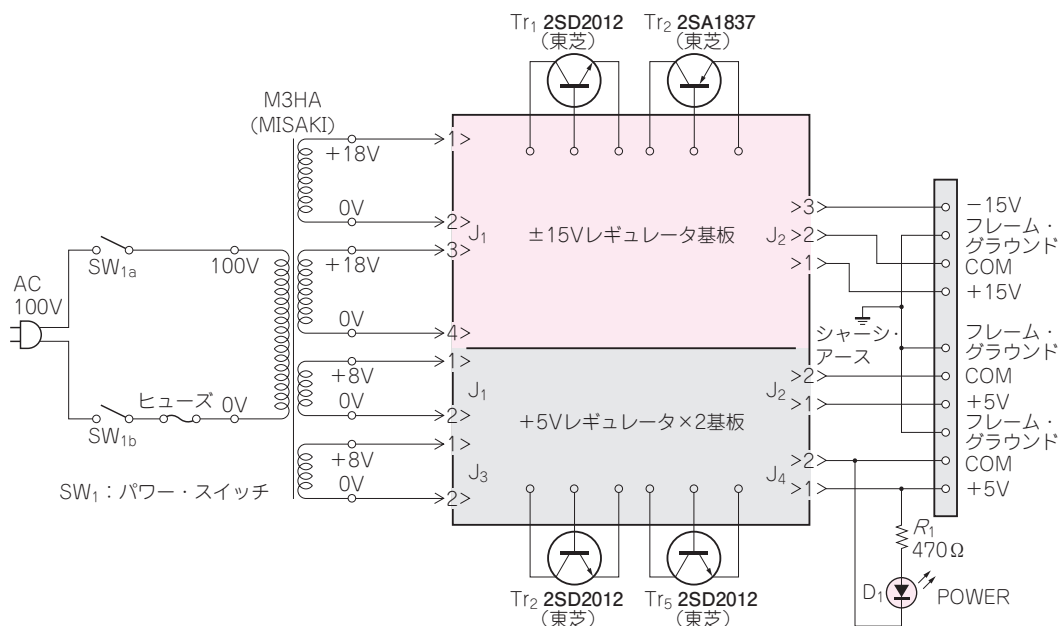 Tr1 2SD2012
(東芝)
Tr2 2SA1837
(東芝)
M3HA
(MISAKI)
+18V
0V
+18V
0V
+8V
0V
+8V
0V
AC
100V
SW1a
100V
SW1b
ヒューズ
0V
SW1：パワー・スイッチ
1
2
J1
3
4
±15Vレギュレータ基板
3
J2
2
1
1
J1
2
1
J3
2
+5Vレギュレータ×2基板
2
J2
1
2
J4
1
シャーシ・
アース
−15V
フレーム・
グラウンド
COM
+15V
フレーム・
グラウンド
COM
+5V
フレーム・
グラウンド
COM
+5V
R1
470Ω
D1
POWER
Tr2 2SD2012
(東芝)
Tr5 2SD2012
(東芝)